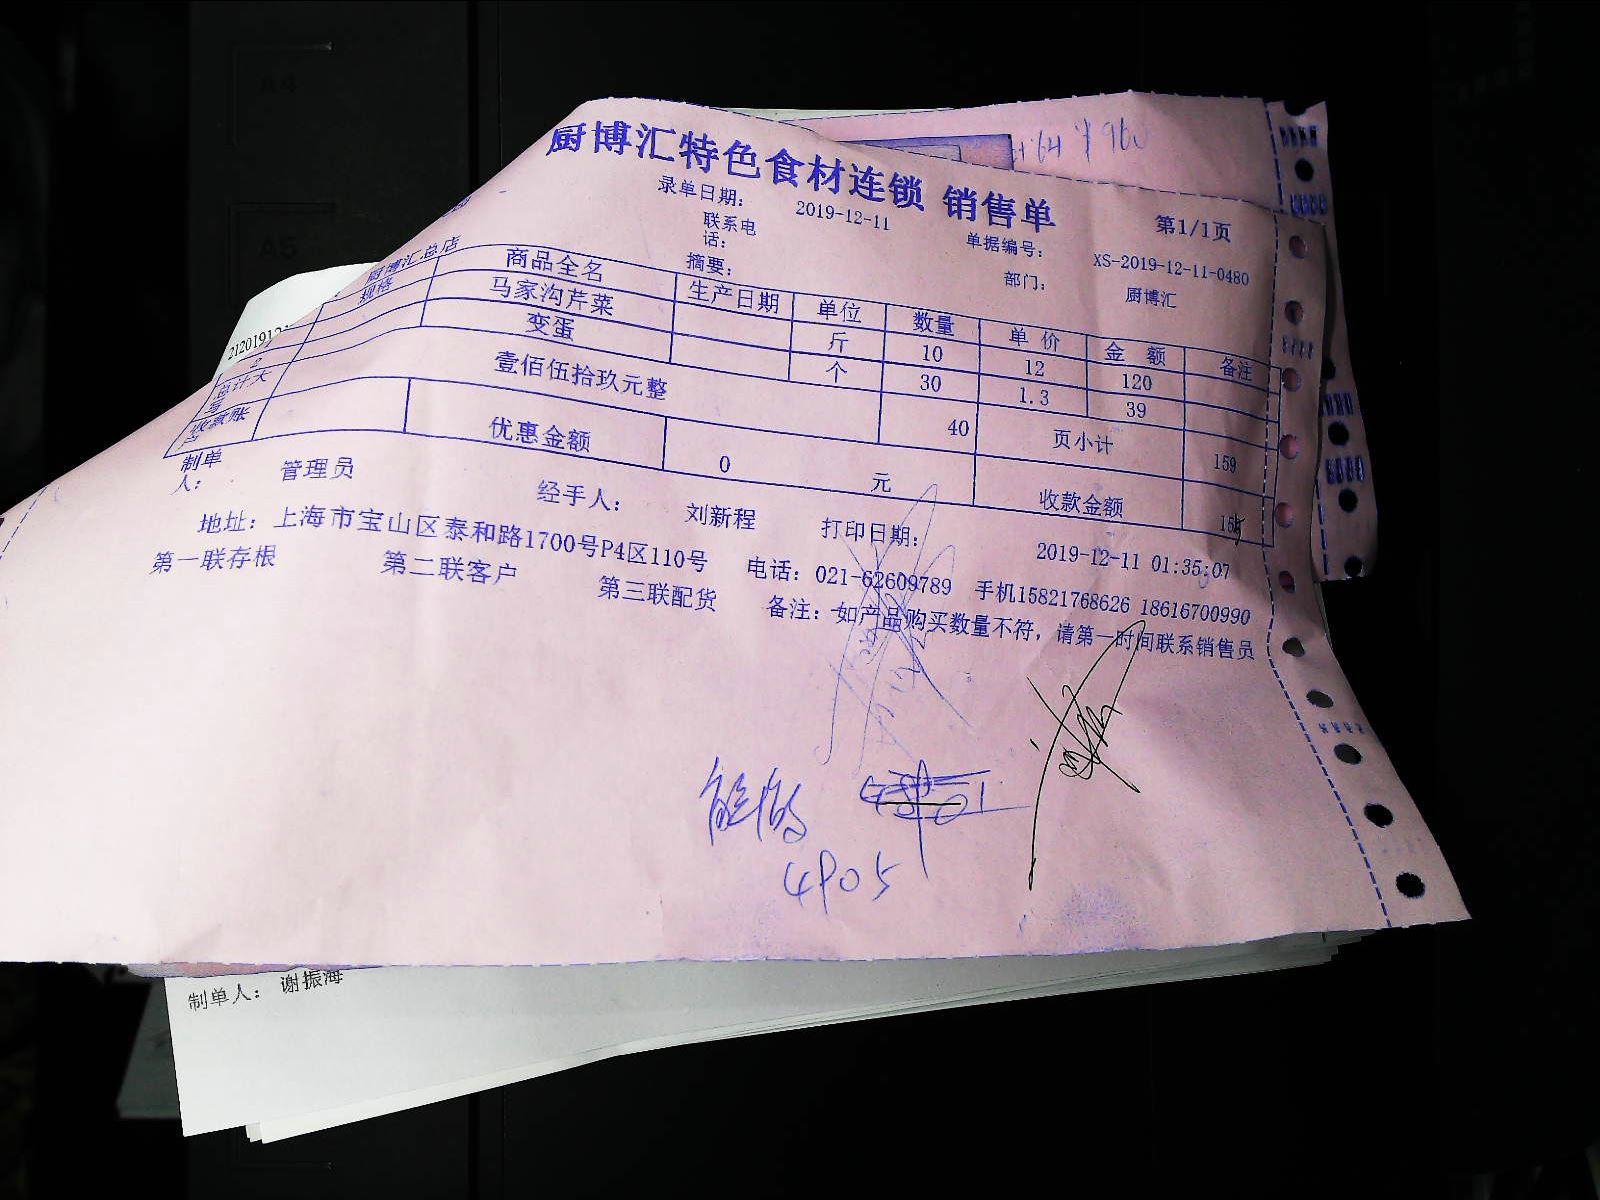 厨博汇特色食材连锁 销售单
录单日期： 2019-12-11 第1/1页
联系电话： 单据编号： XS-2019-12-11-0480
厨博汇总店 摘要： 部门： 厨博汇
规格 商品全名 生产日期 单位 数量 单价 金额 备注
马家沟芹菜 斤 10 12 120
2 变蛋 个 30 1.3 39
总计大写 壹佰伍拾玖元整 40 页小计 159
收款账户 优惠金额 0 元 收款金额
制单人： 管理员 经手人： 刘新程 打印日期： 2019-12-11 01:35:07
地址：上海市宝山区泰和路1700号P4区110号 电话：021-62609789 手机15821768626 18616700990
第一联存根 第二联客户 第三联配货 备注：如产品购买数量不符，请第一时间联系销售员
4905
制单人： 谢振海
A5